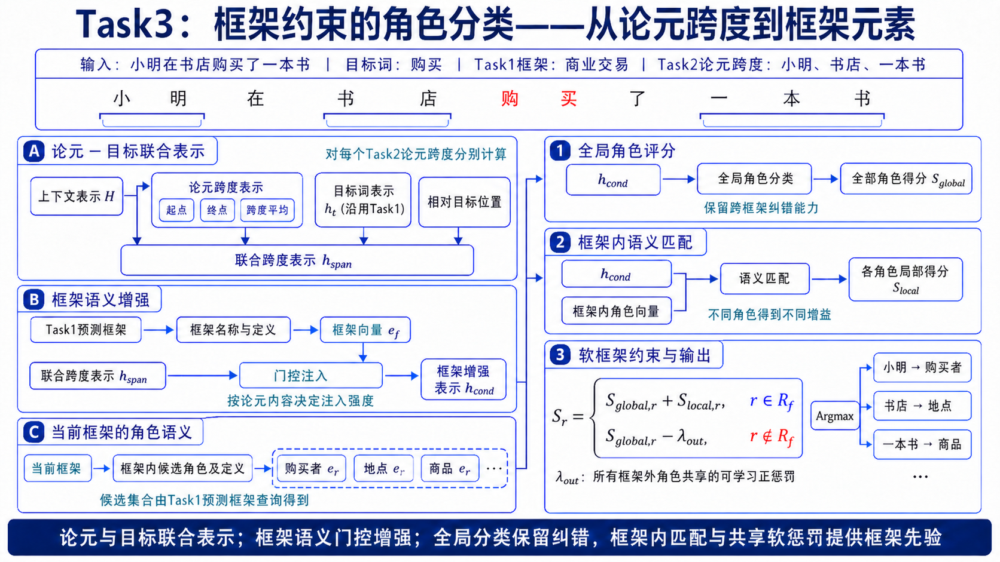 Task3：框架约束的角色分类——从论元跨度到框架元素
输入：小明在书店购买了一本书 | 目标词：购买 | Task1框架：商业交易 | Task2论元跨度：小明、书店、一本书
小 明 在 书 店 购 买 了 一 本 书
A 论元－目标联合表示
对每个Task2论元跨度分别计算
上下文表示 H
论元跨度表示
起点 终点 跨度平均
目标词表示
h_t (沿用Task1)
相对目标位置
联合跨度表示 h_span
B 框架语义增强
Task1预测框架
框架名称与定义
框架向量 e_f
联合跨度表示 h_span
门控注入
框架增强
表示 h_cond
按论元内容决定注入强度
C 当前框架的角色语义
当前框架
框架内候选角色及定义
购买者 e_r
地点 e_r
商品 e_r
···
候选集合由Task1预测框架查询得到
1 全局角色评分
h_cond
全局角色分类
全部角色得分 S_global
保留跨框架纠错能力
2 框架内语义匹配
h_cond
框架内角色向量
语义匹配
各角色局部得分
S_local
不同角色得到不同增益
3 软框架约束与输出
S_r = { S_global,r + S_local,r, r ∈ R_f
S_global,r − λ_out, r ∉ R_f
Argmax
小明 → 购买者
书店 → 地点
一本书 → 商品
···
λ_out：所有框架外角色共享的可学习正惩罚
论元与目标联合表示；框架语义门控增强；全局分类保留纠错，框架内匹配与共享软惩罚提供框架先验